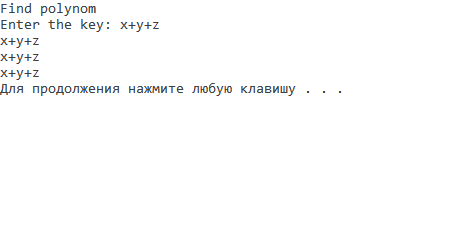 Find polynom
Enter the key: x+y+z
x+y+z
x+y+z
x+y+z
Для продолжения нажмите любую клавишу . . .